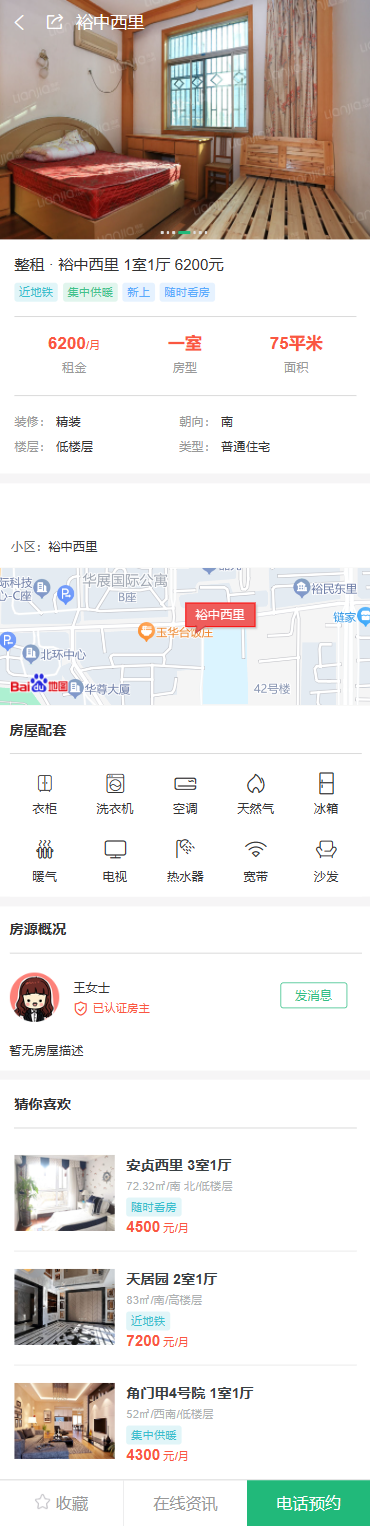 裕中西里
整租 · 裕中西里 1室1厅 6200元
近地铁 集中供暖 新上 随时看房
6200/月 一室 75平米
租金 房型 面积
装修： 精装 朝向： 南
楼层： 低楼层 类型： 普通住宅
小区：裕中西里
华展国际公寓
B座
际科技
心-C座
裕民东里
裕中西里
链家
玉华台饭庄
北环中心
Bai地图
华尊大厦
42号楼
房屋配套
衣柜 洗衣机 空调 天然气 冰箱
暖气 电视 热水器 宽带 沙发
房源概况
王女士
已认证房主
发消息
暂无房屋描述
猜你喜欢
安贞西里 3室1厅
72.32㎡/南 北/低楼层
随时看房
4500 元/月
天居园 2室1厅
83㎡/南/高楼层
近地铁
7200 元/月
角门甲4号院 1室1厅
52㎡/西南/低楼层
集中供暖
4300 元/月
收藏 在线资讯 电话预约